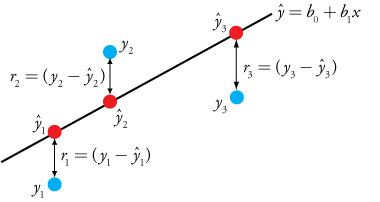 ŷ = b₀ + b₁x
ŷ₃
y₂
r₂ = (y₂ − ŷ₂)
r₃ = (y₃ − ŷ₃)
y₃
ŷ₂
ŷ₁
r₁ = (y₁ − ŷ₁)
y₁